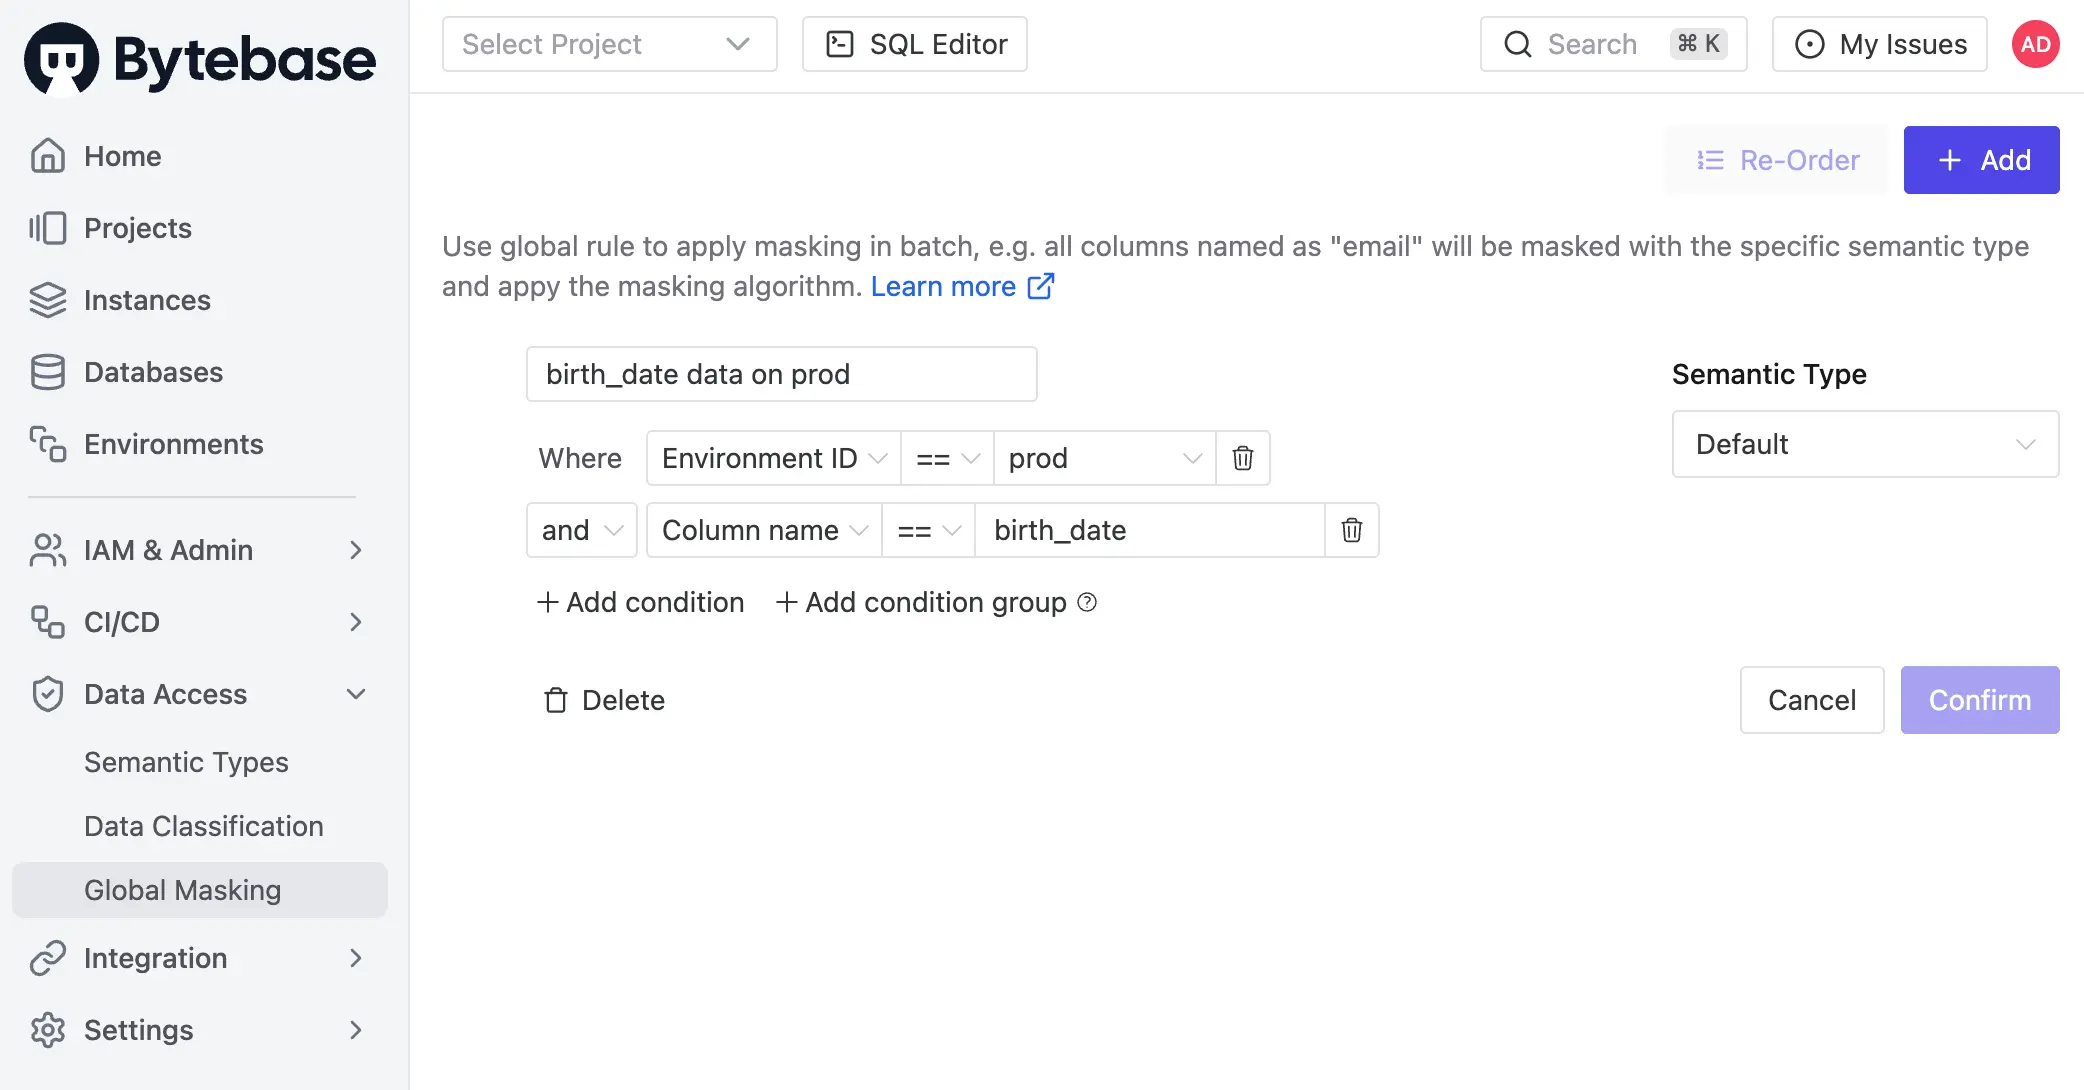 Bytebase
Select Project
SQL Editor
Search
⌘ K
My Issues
AD
Home
Projects
Instances
Databases
Environments
IAM & Admin
CI/CD
Data Access
Semantic Types
Data Classification
Global Masking
Integration
Settings
Re-Order
Add
Use global rule to apply masking in batch, e.g. all columns named as "email" will be masked with the specific semantic type
and appy the masking algorithm. Learn more
birth_date data on prod
Semantic Type
Default
Where Environment ID == prod
and Column name == birth_date
+ Add condition + Add condition group
Delete
Cancel
Confirm